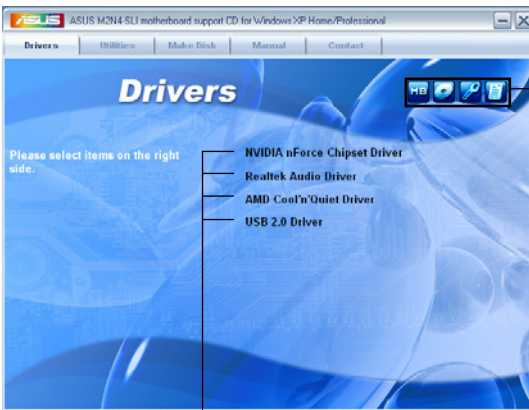 ASUS ASUS M2N4-SLI motherboard support CD for Windows XP Home/Professional
Drivers Utilities Make Disk Manual Contact
Drivers
MB
Please select items on the right
side.
NVIDIA nForce Chipset Driver
Realtek Audio Driver
AMD Cool'n'Quiet Driver
USB 2.0 Driver